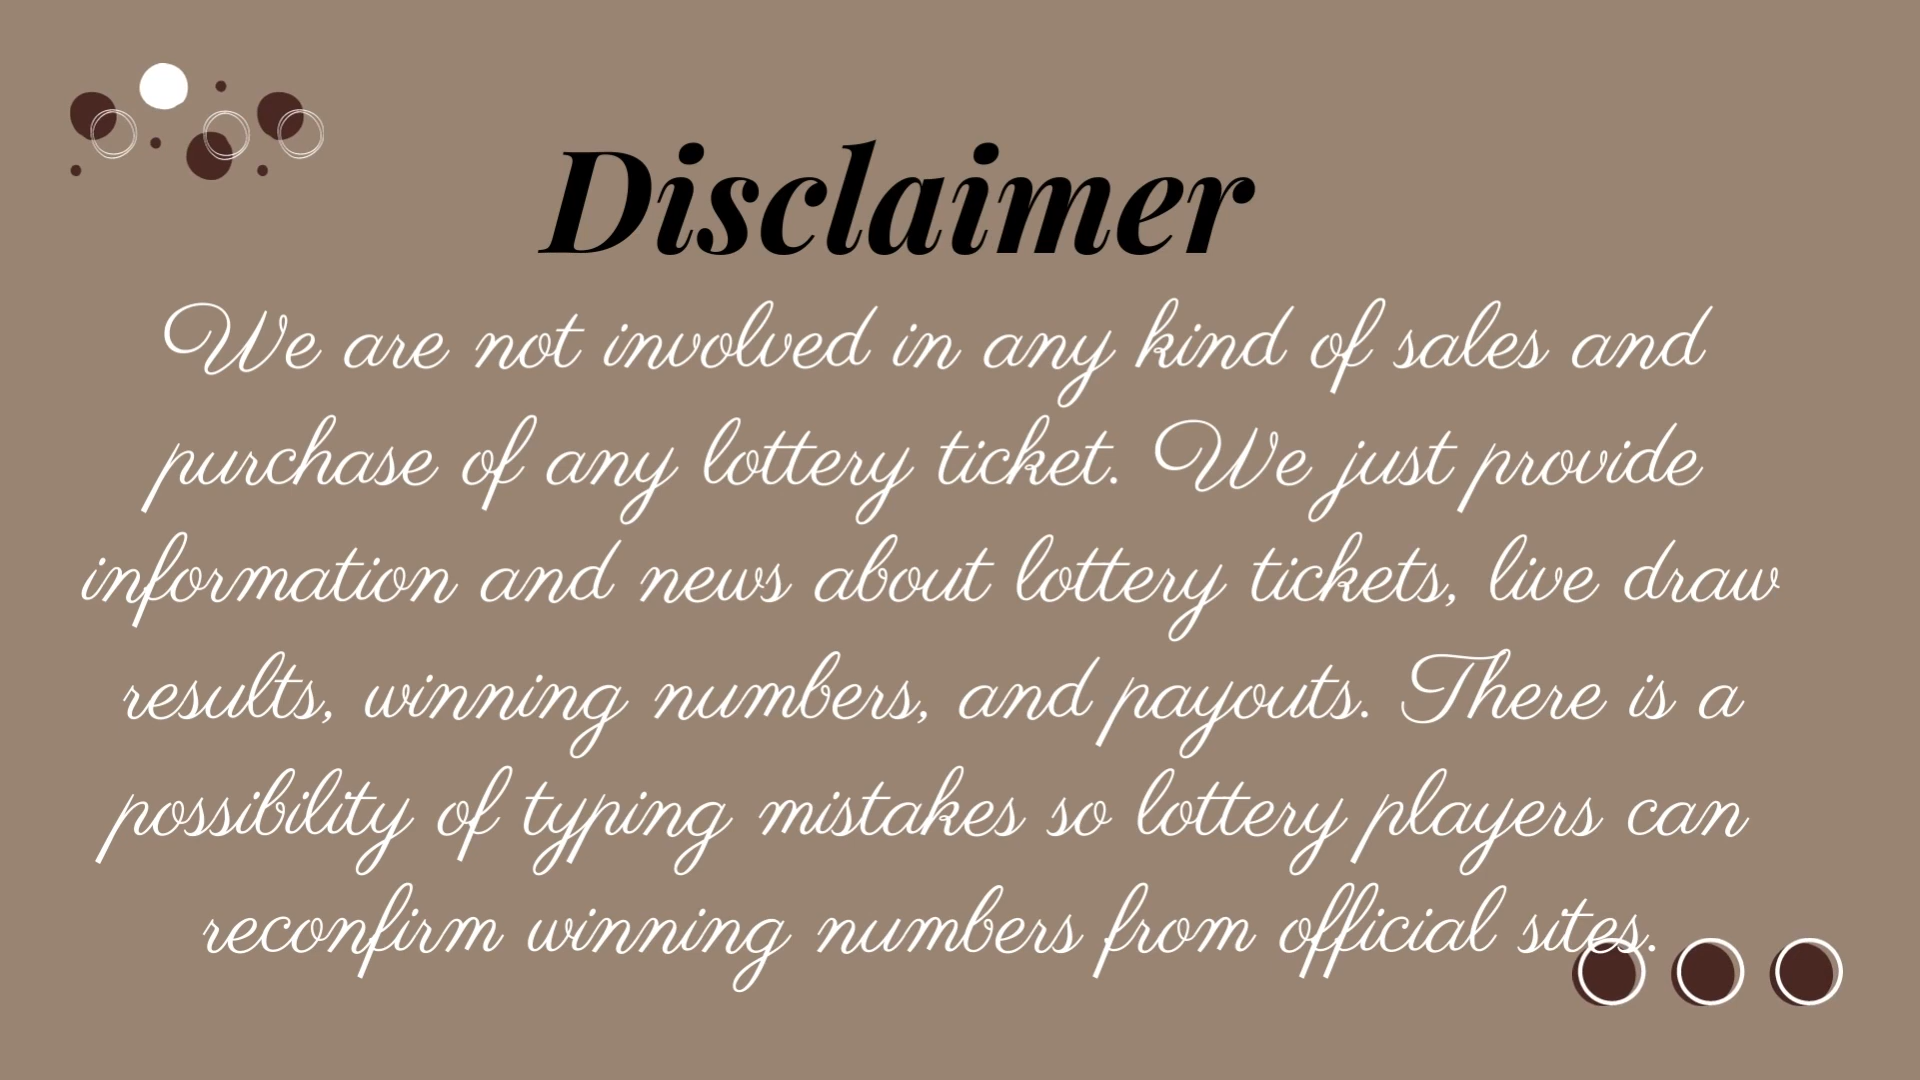 Disclaimer
We are not involved in any kind of sales and
purchase of any lottery ticket. We just provide
information and news about lottery tickets, live draw
results, winning numbers, and payouts. There is a
possibility of typing mistakes so lottery players can
reconfirm winning numbers from official sites.